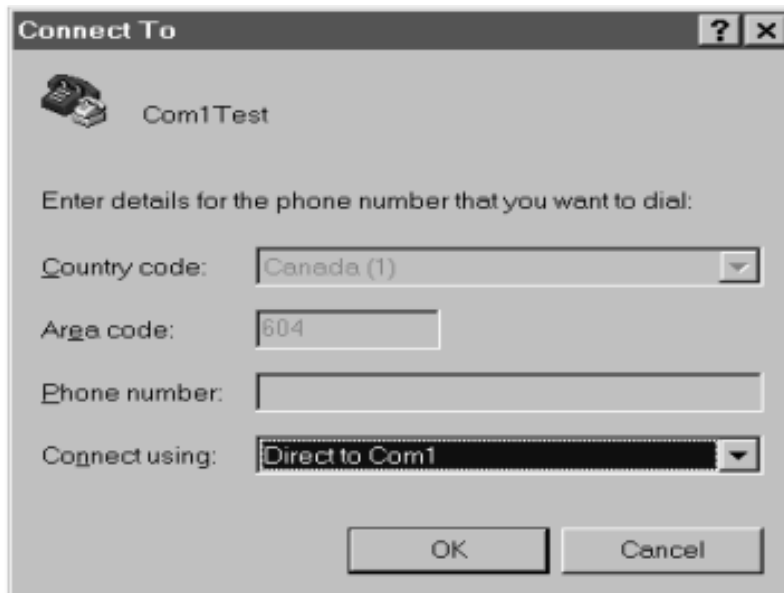 Connect To
Com1Test
Enter details for the phone number that you want to dial:
Country code: Canada (1)
Area code: 604
Phone number:
Connect using: Direct to Com1
OK Cancel